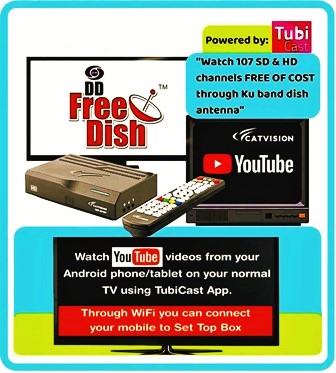 Powered by: Tubi
Cast
"Watch 107 SD & HD
channels FREE OF COST
through Ku band dish
antenna"
DD
Free
Dish
TM
CATVISION
YouTube
CATVISION
Watch YouTube videos from your
Android phone/tablet on your normal
TV using TubiCast App.
Through WiFi you can connect
your mobile to Set Top Box